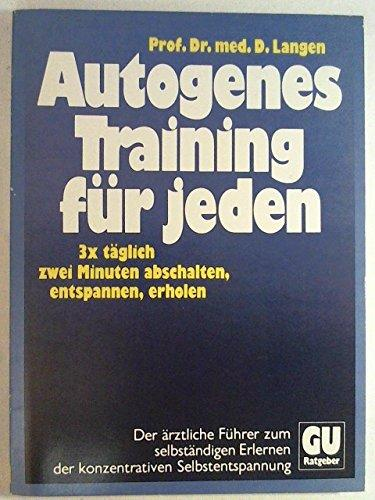 Prof. Dr. med. D. Langen
Autogenes
Training
für jeden
3x täglich
zwei Minuten abschalten,
entspannen, erholen
Der ärztliche Führer zum
selbständigen Erlernen
der konzentrativen Selbstentspannung
GU
Ratgeber